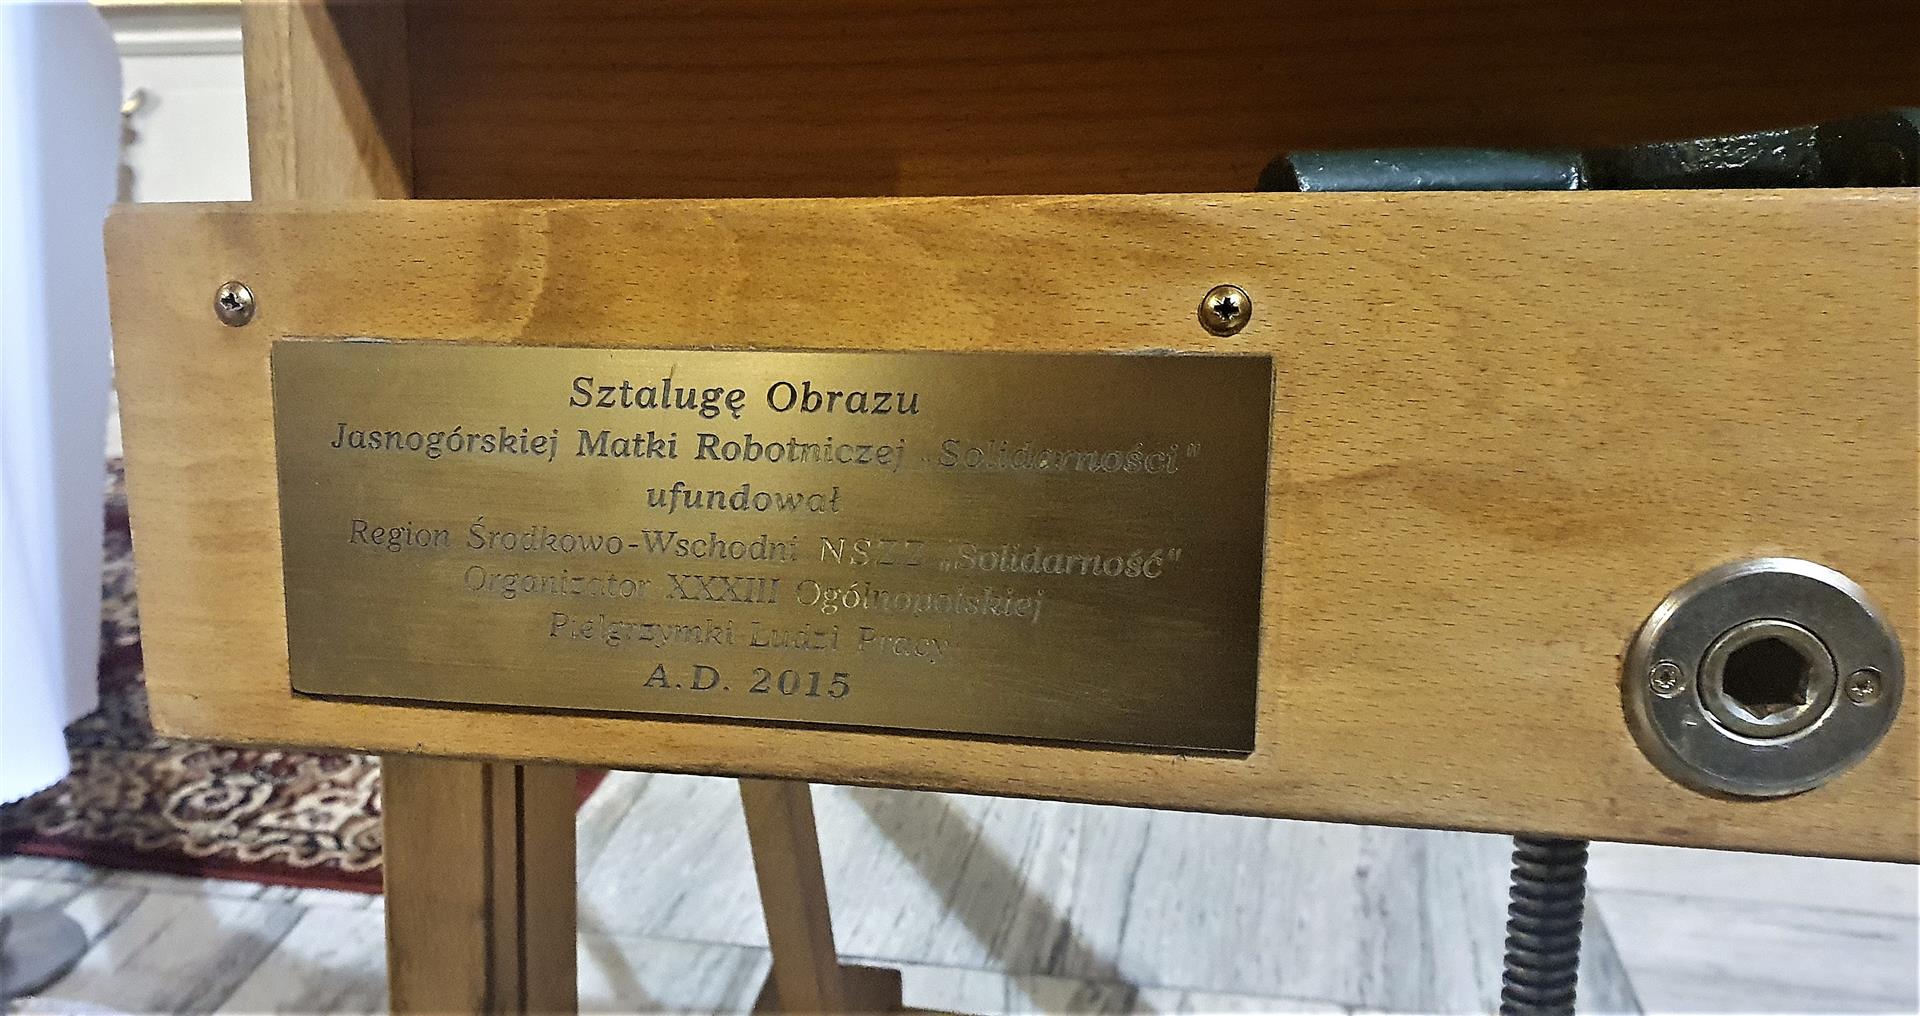 Sztalugę Obrazu
Jasnogórskiej Matki Robotniczej „Solidarności"
ufundował
Region Środkowo-Wschodni NSZZ „Solidarność"
Organizator XXXIII Ogólnopolskiej
Pielgrzymki Ludzi Pracy
A.D. 2015